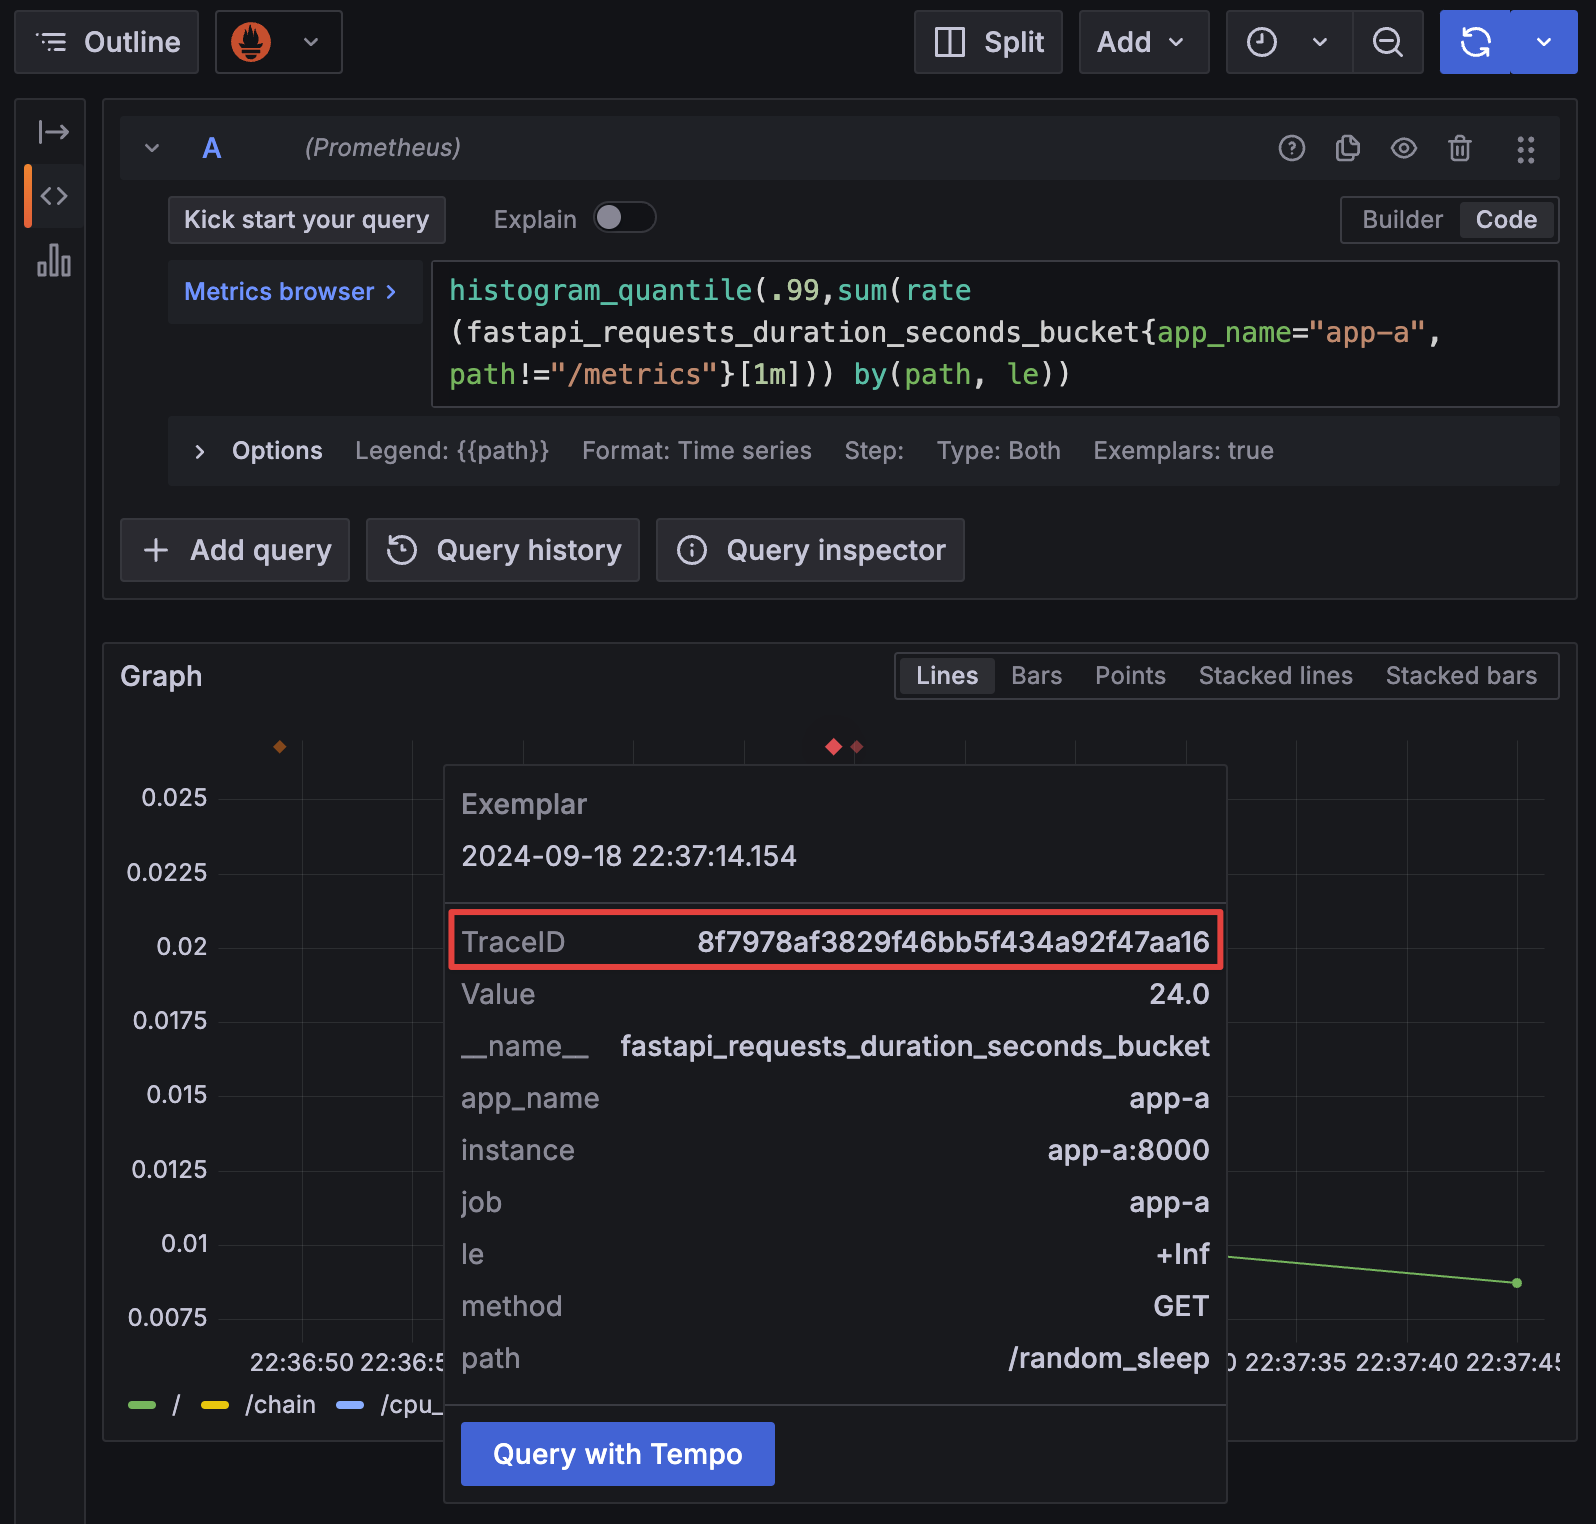 Outline
Split
Add
A (Prometheus)
Kick start your query Explain Builder Code
Metrics browser > histogram_quantile(.99,sum(rate
(fastapi_requests_duration_seconds_bucket{app_name="app-a",
path!="/metrics"}[1m])) by(path, le))
> Options Legend: {{path}} Format: Time series Step: Type: Both Exemplars: true
+ Add query Query history Query inspector
Graph Lines Bars Points Stacked lines Stacked bars
0.025
0.0225
0.02
0.0175
0.015
0.0125
0.01
0.0075
22:36:50 22:36:5 0 22:37:35 22:37:40 22:37:45
/ /chain /cpu_
Exemplar
2024-09-18 22:37:14.154
TraceID 8f7978af3829f46bb5f434a92f47aa16
Value 24.0
__name__ fastapi_requests_duration_seconds_bucket
app_name app-a
instance app-a:8000
job app-a
le +Inf
method GET
path /random_sleep
Query with Tempo